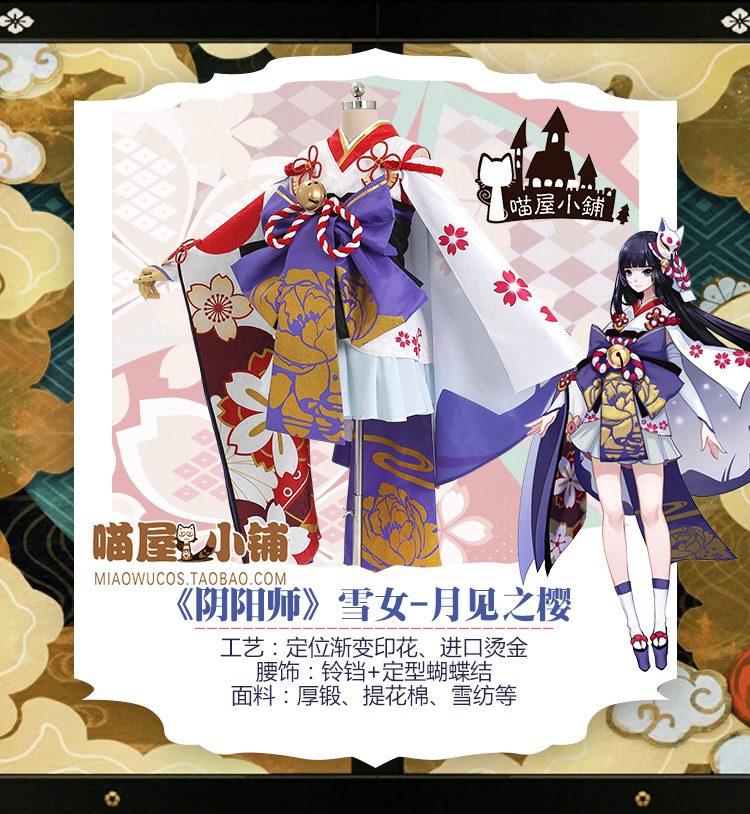 喵屋小鋪
喵屋小铺
MIAOWUCOS.TAOBAO.COM
《阴阳师》雪女-月见之樱
工艺：定位渐变印花、进口烫金
腰饰：铃铛+定型蝴蝶结
面料：厚锻、提花棉、雪纺等